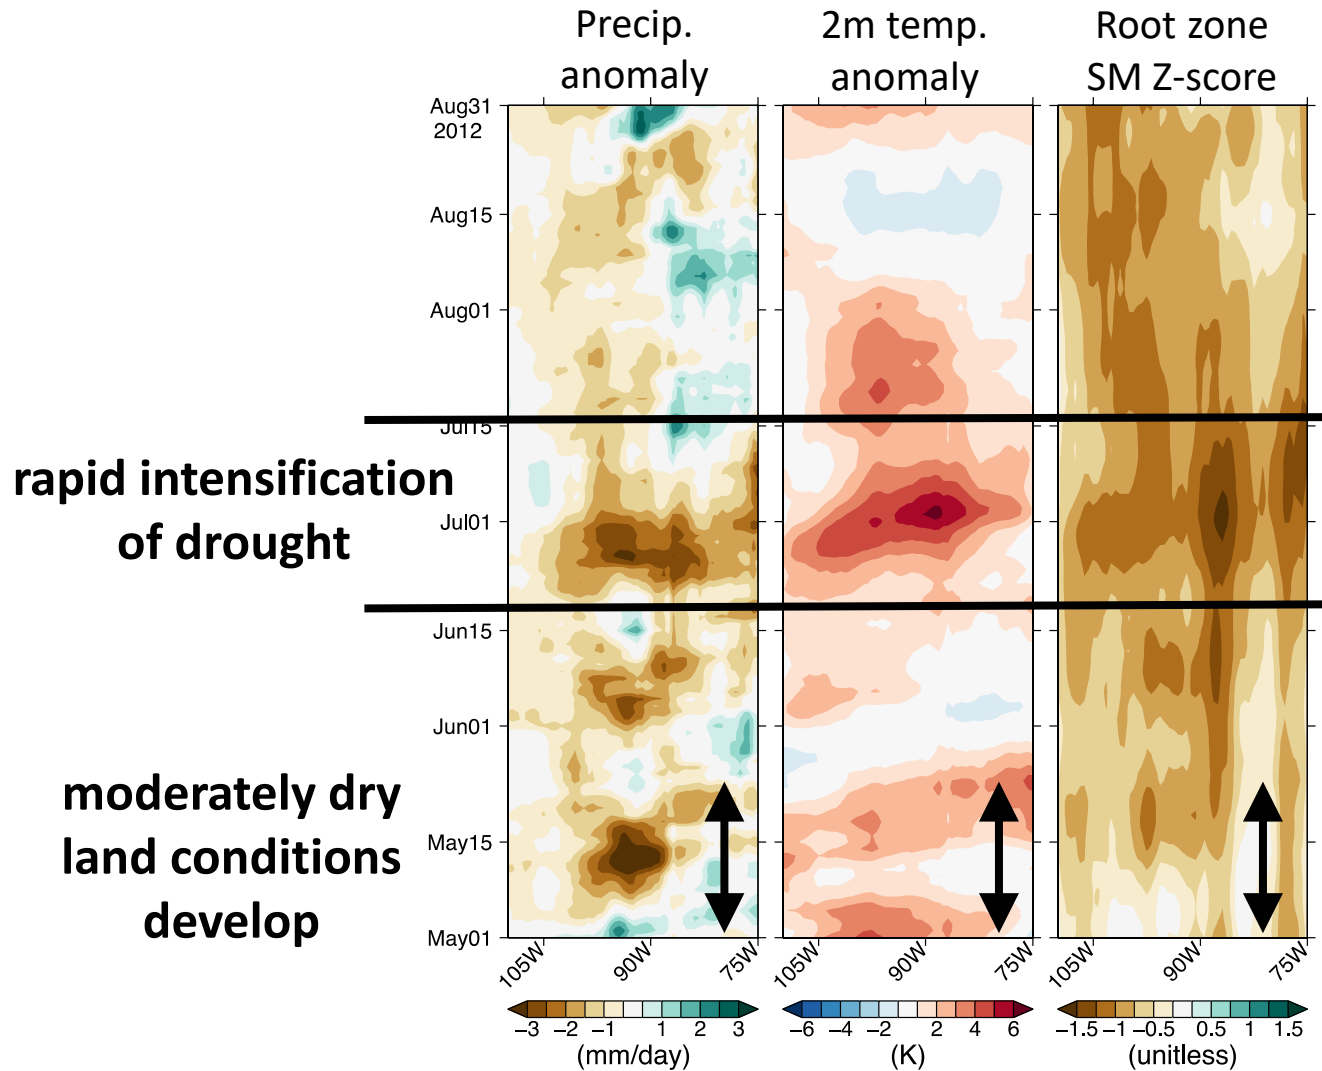 Precip.
anomaly
2m temp.
anomaly
Root zone
SM Z-score
Aug31
2012
Aug15
Aug01
Jul15
rapid intensification
of drought
Jul01
Jun15
Jun01
moderately dry
land conditions
develop
May15
May01
105W 90W 75W
105W 90W 75W
105W 90W 75W
−3 −2 −1 1 2 3
(mm/day)
−6 −4 −2 2 4 6
(K)
−1.5 −1 −0.5 0.5 1 1.5
(unitless)